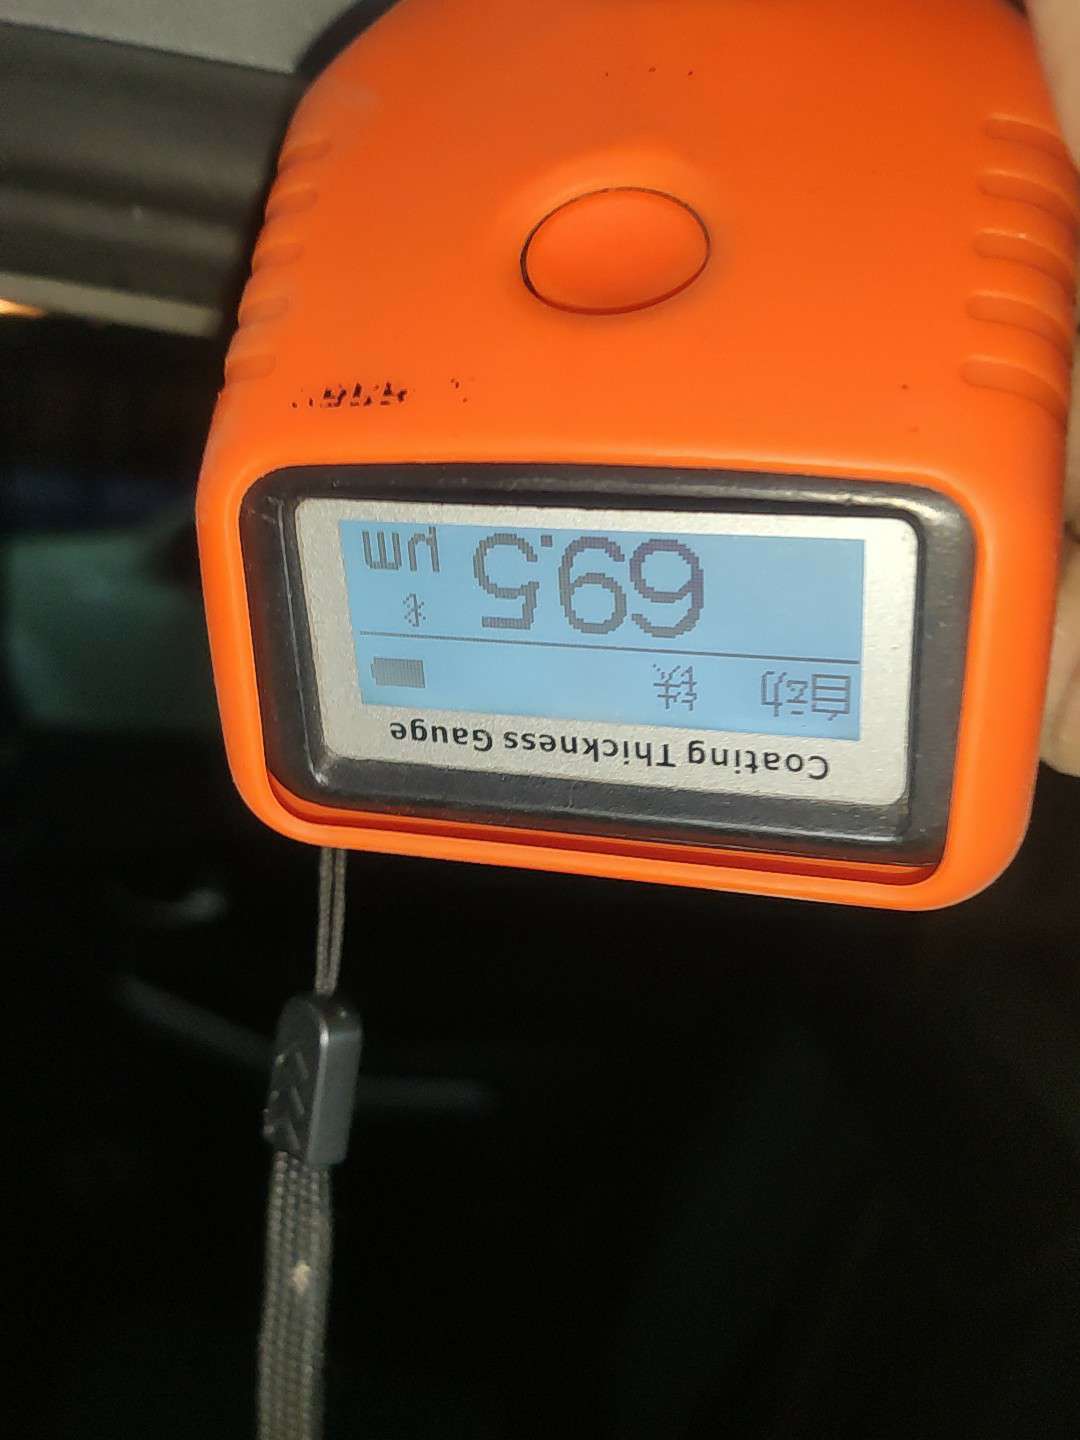 Coating Thickness Gauge
自动 铁
69.5 μm